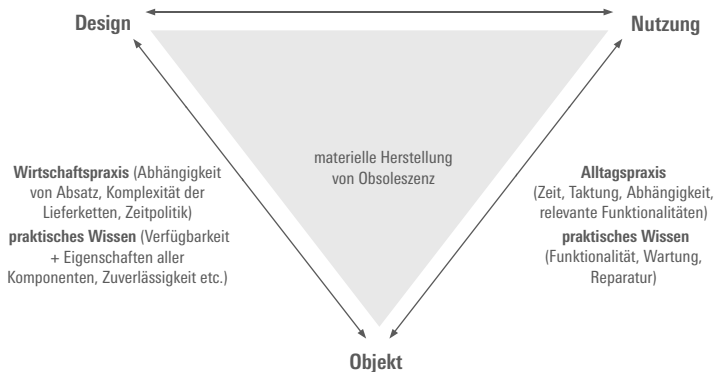 Design
Nutzung
materielle Herstellung
von Obsoleszenz
Wirtschaftspraxis (Abhängigkeit
von Absatz, Komplexität der
Lieferketten, Zeitpolitik)
praktisches Wissen (Verfügbarkeit
+ Eigenschaften aller
Komponenten, Zuverlässigkeit etc.)
Alltagspraxis
(Zeit, Taktung, Abhängigkeit,
relevante Funktionalitäten)
praktisches Wissen
(Funktionalität, Wartung,
Reparatur)
Objekt